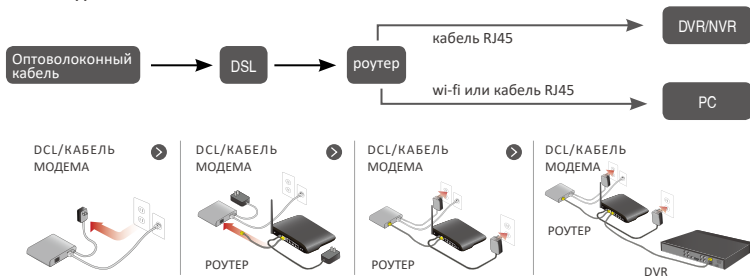 кабель RJ45
DVR/NVR
Оптоволоконный
кабель
DSL
роутер
wi-fi или кабель RJ45
PC
DCL/КАБЕЛЬ
МОДЕМА
DCL/КАБЕЛЬ
МОДЕМА
РОУТЕР
DCL/КАБЕЛЬ
МОДЕМА
РОУТЕР
DCL/КАБЕЛЬ
МОДЕМА
РОУТЕР
DVR